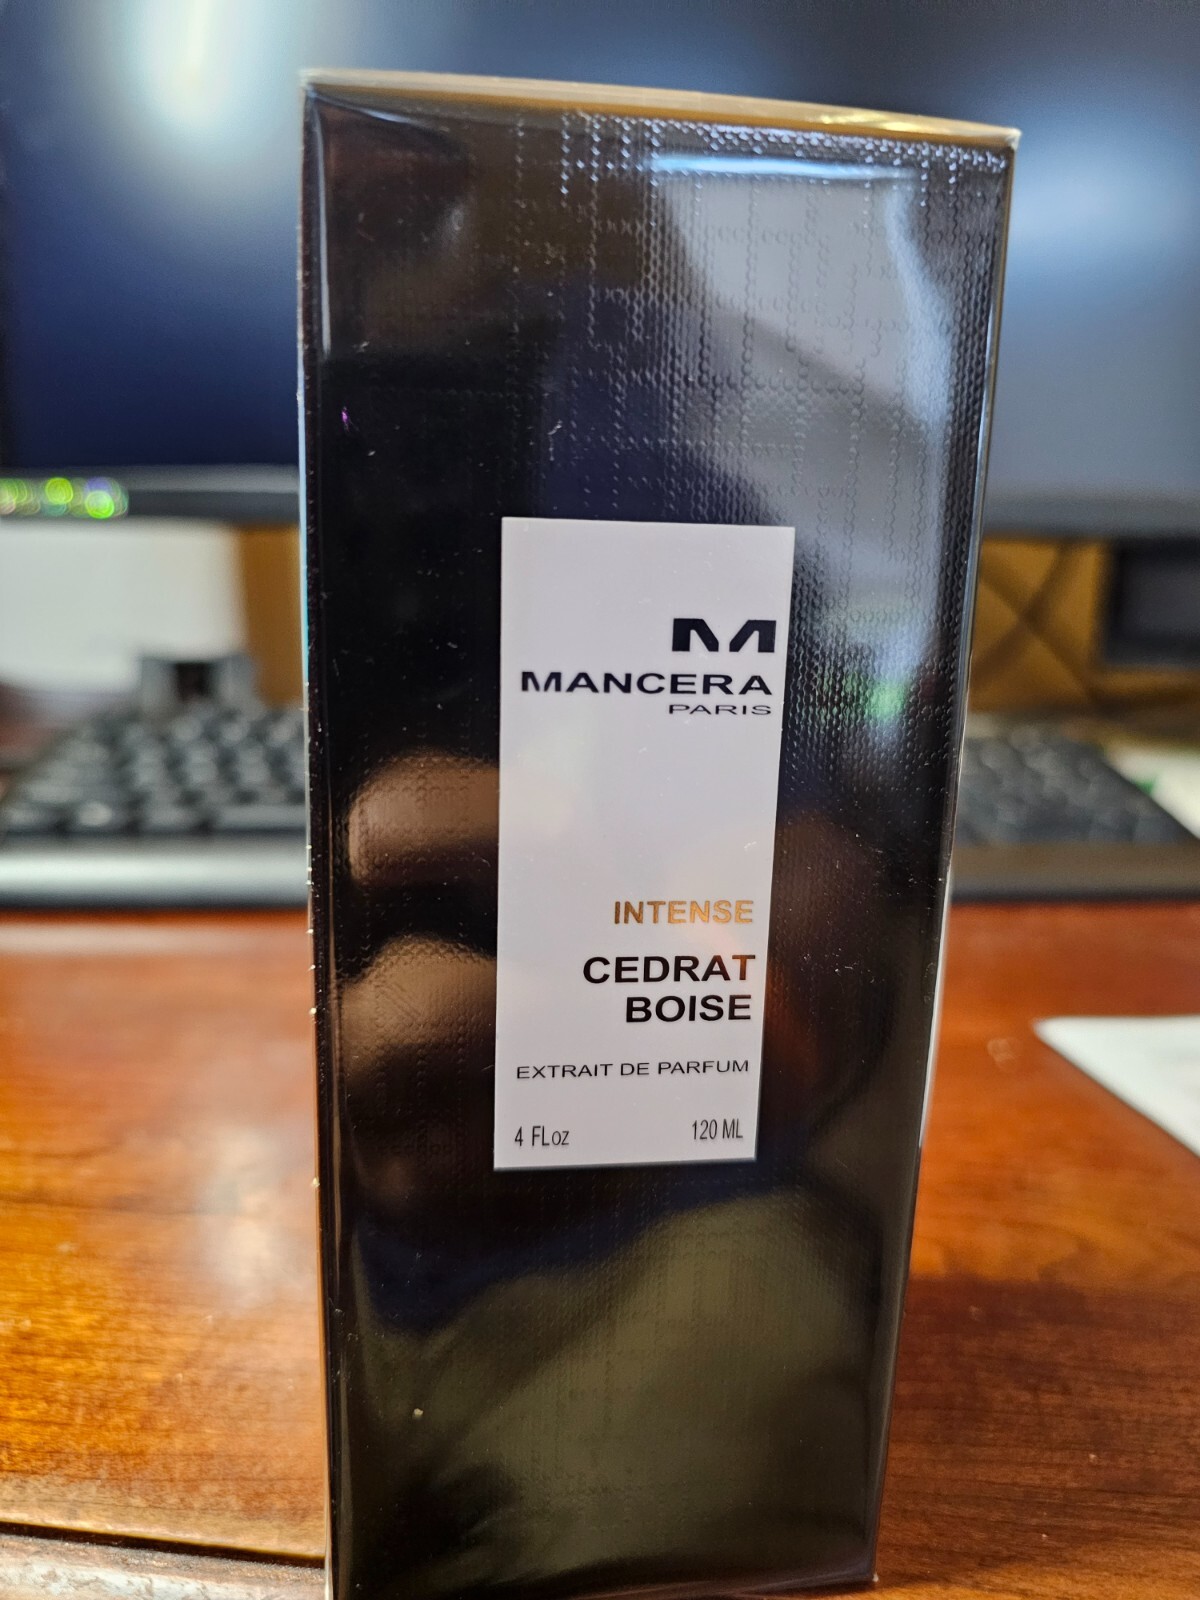 M
MANCERA
PARIS
INTENSE
CEDRAT
BOISE
EXTRAIT DE PARFUM
4 FLoz 120 ML